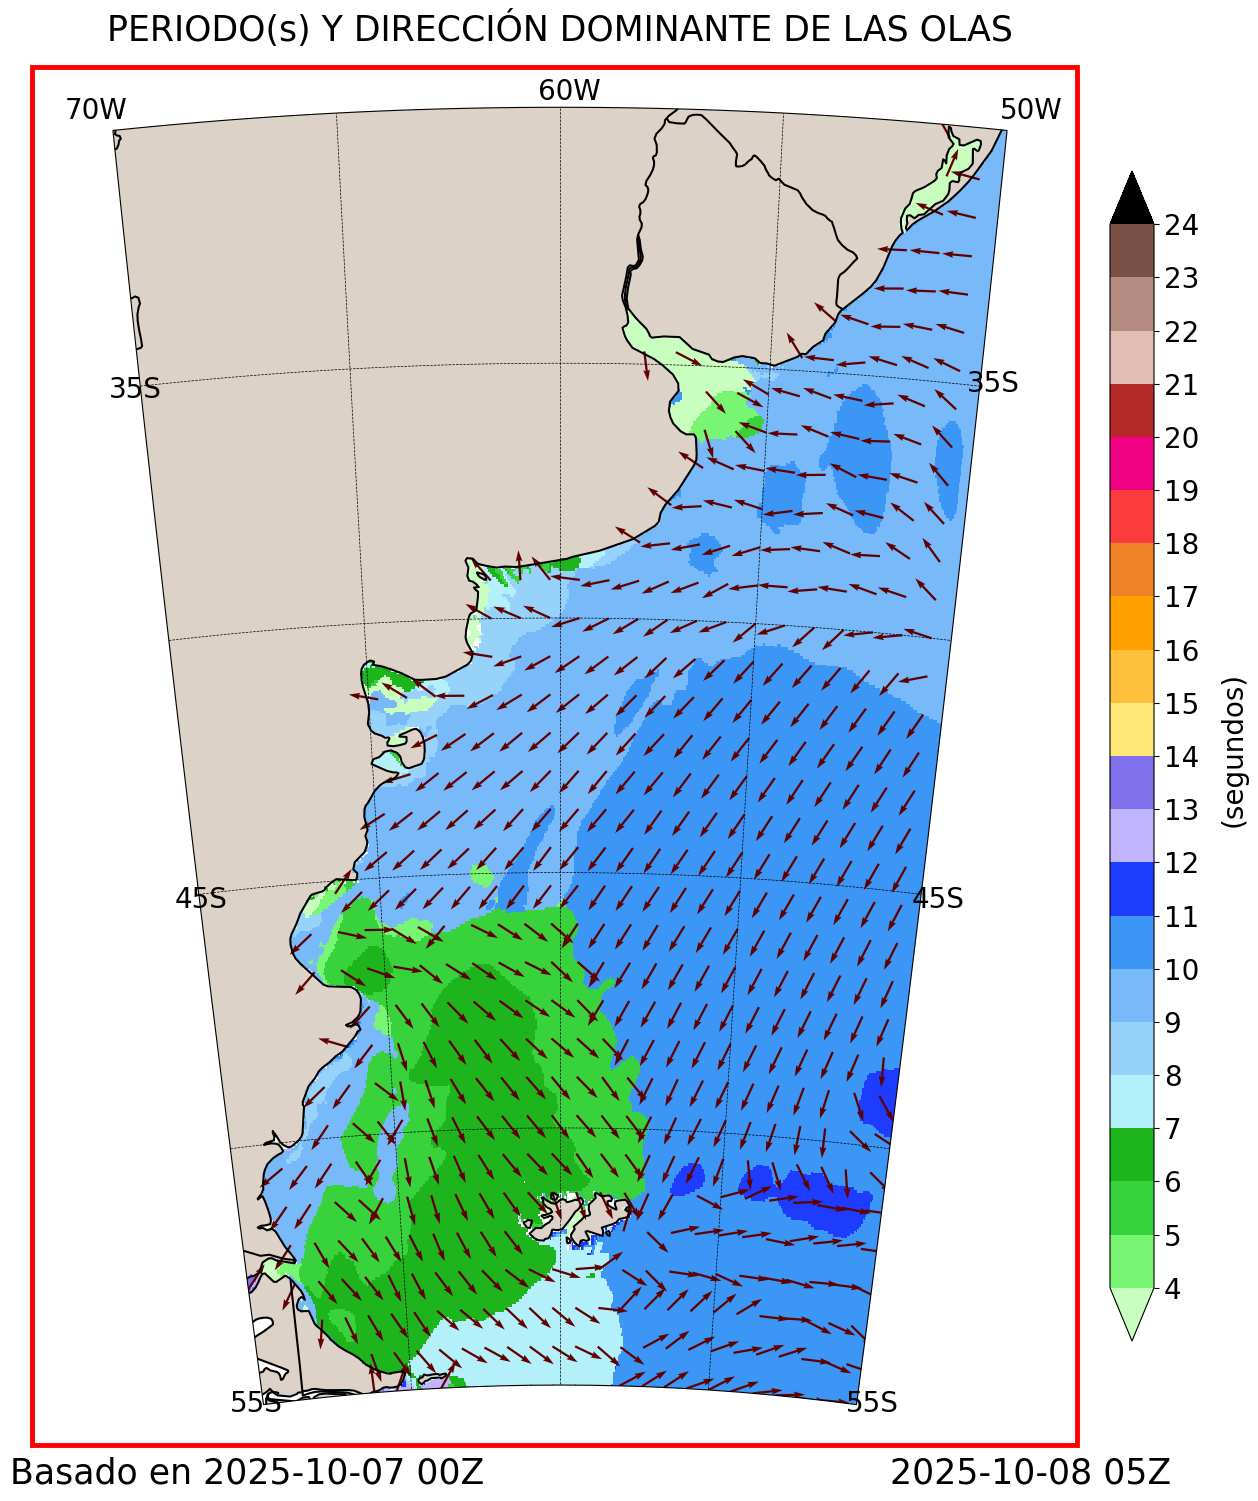 PERIODO(s) Y DIRECCIÓN DOMINANTE DE LAS OLAS
70W
60W
50W
35S
35S
45S
45S
55S
55S
24
23
22
21
20
19
18
17
16
15
14
13
12
11
10
9
8
7
6
5
4
(segundos)
Basado en 2025-10-07 00Z
2025-10-08 05Z